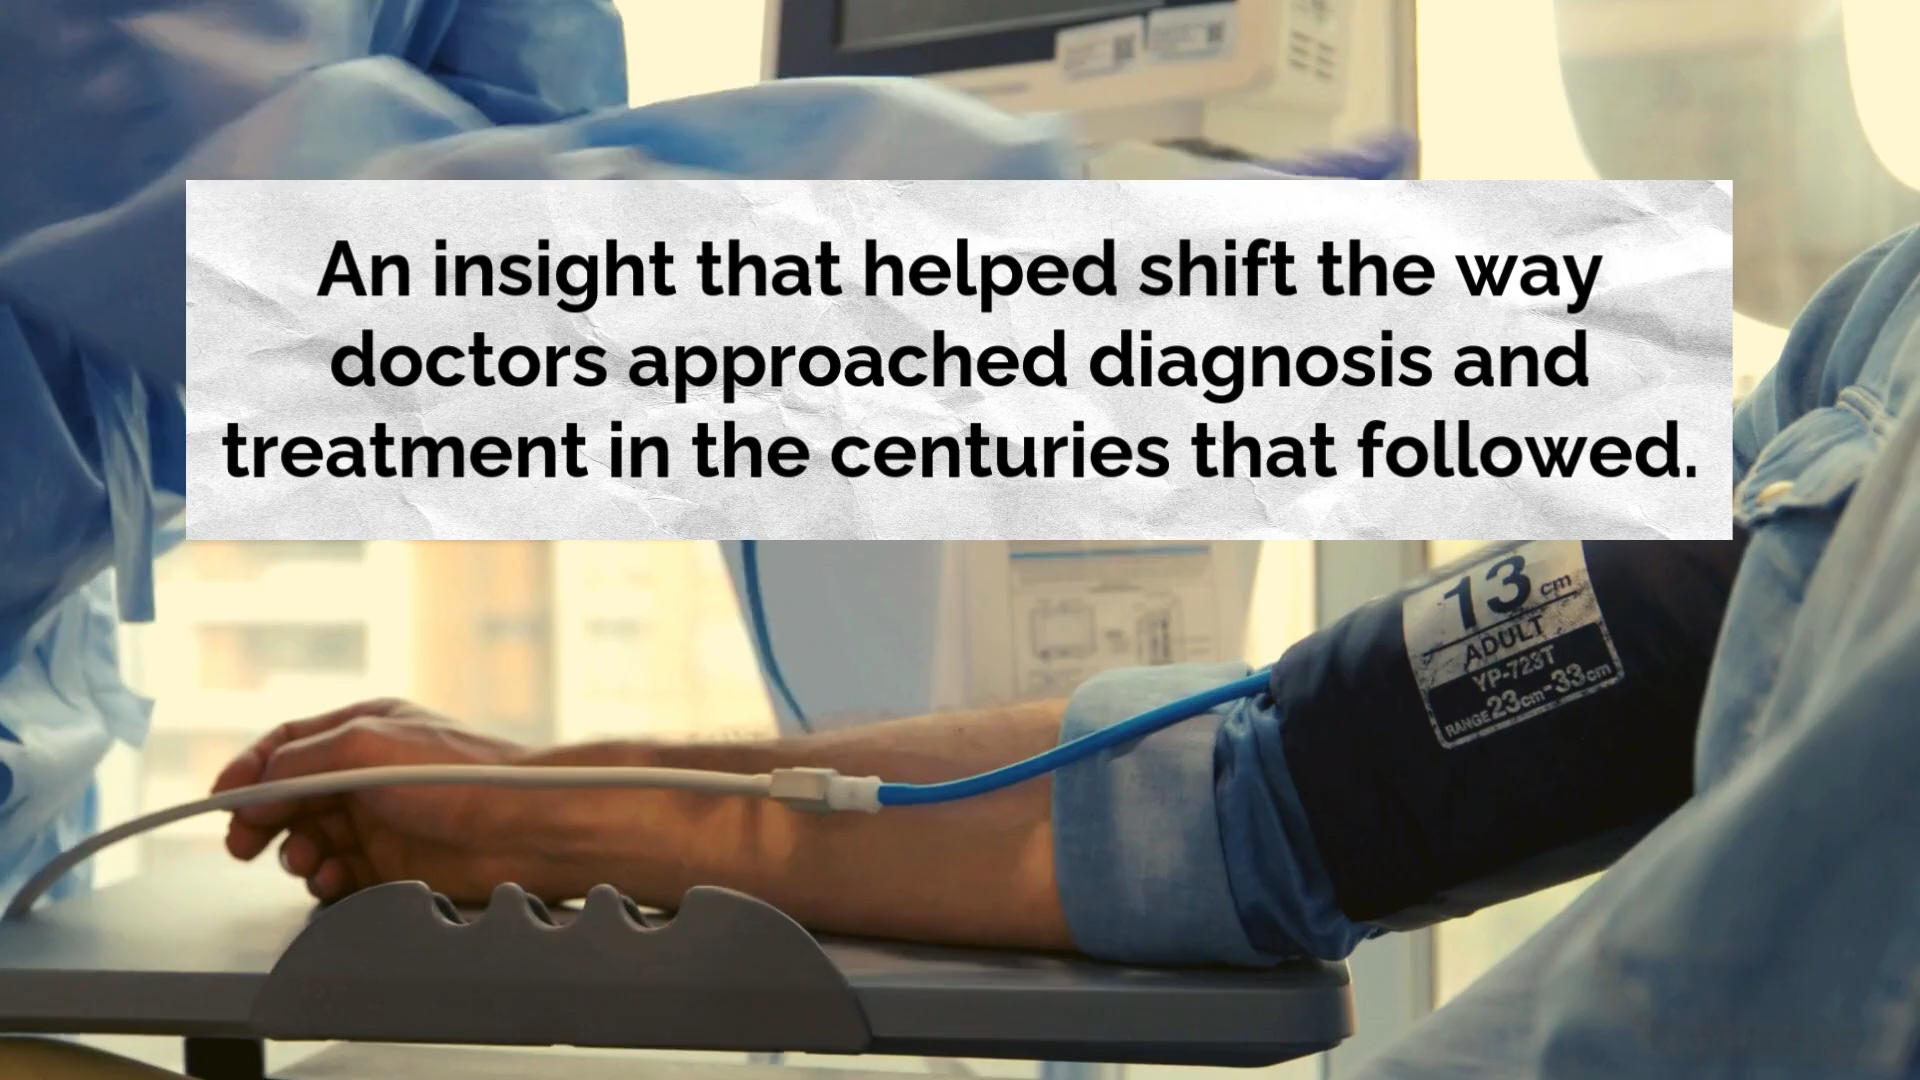 An insight that helped shift the way
doctors approached diagnosis and
treatment in the centuries that followed.
13 cm
ADULT
YP-723T
RANGE 23cm-33cm